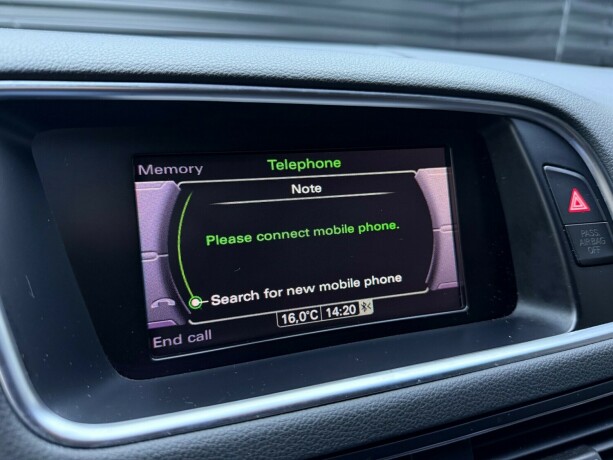 Memory
Telephone
Note
Please connect mobile phone.
Search for new mobile phone
16,0°C 14:20
End call
PASS
AIRBAG
OFF